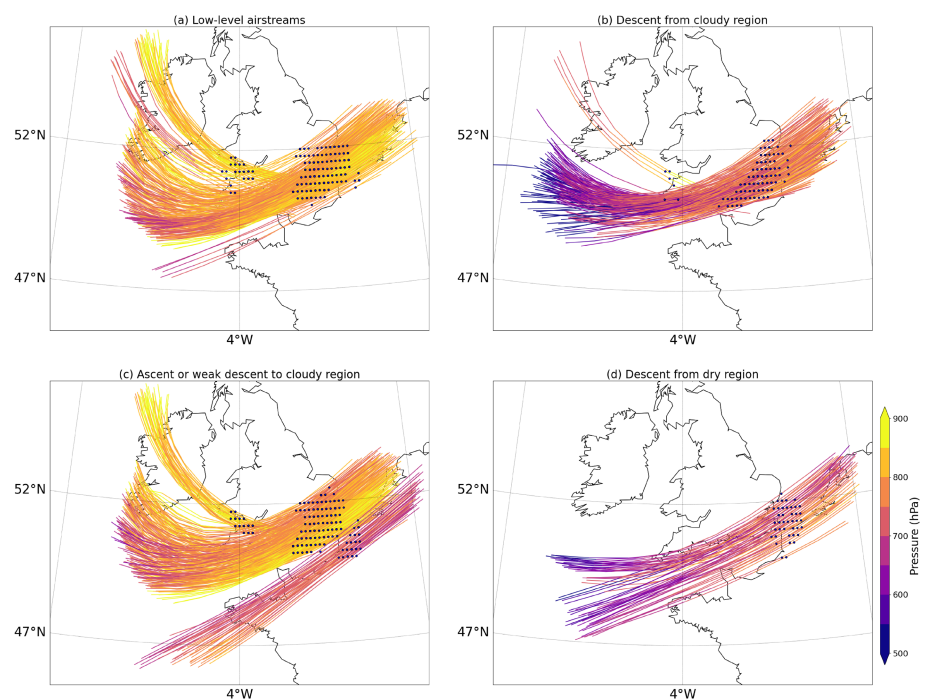 (a) Low-level airstreams
(b) Descent from cloudy region
52°N
52°N
47°N
47°N
4°W
4°W
(c) Ascent or weak descent to cloudy region
(d) Descent from dry region
900
52°N
52°N
800
700
Pressure (hPa)
600
47°N
47°N
500
4°W
4°W